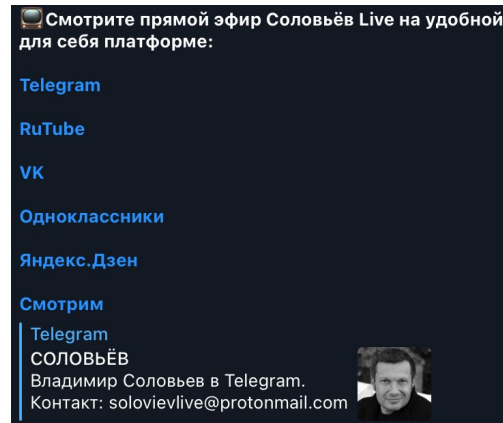 Смотрите прямой эфир Соловьёв Live на удобной
для себя платформе:
Telegram
RuTube
VK
Одноклассники
Яндекс.Дзен
Смотрим
Telegram
СОЛОВЬЁВ
Владимир Соловьев в Telegram.
Контакт: solovievlive@protonmail.com